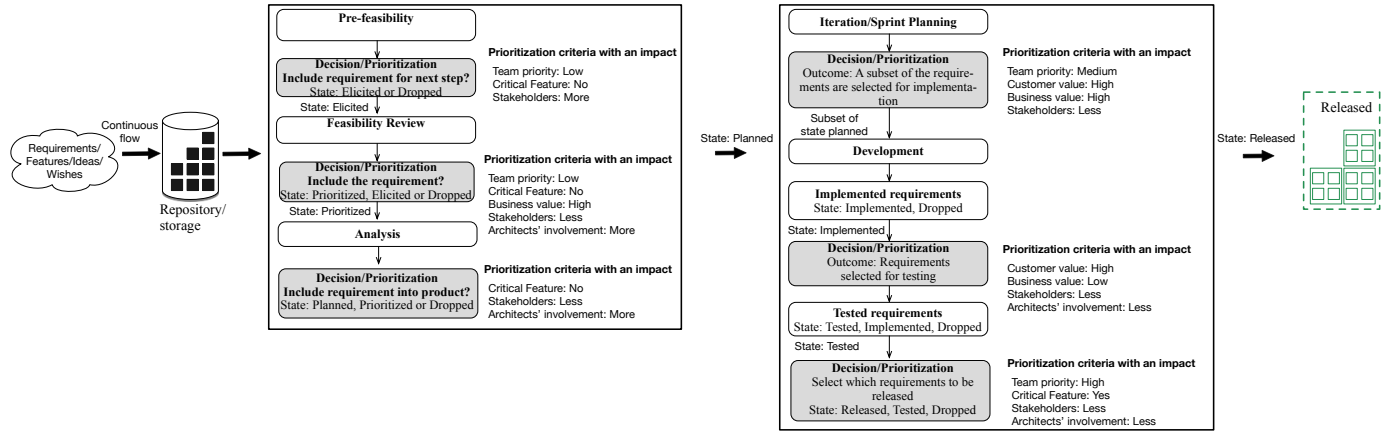 Requirements/
Features/Ideas/
Wishes
Continuous
flow
Repository/
storage
Pre-feasibility
Decision/Prioritization
Include requirement for next step?
State: Elicited or Dropped
Prioritization criteria with an impact
Team priority: Low
Critical Feature: No
Stakeholders: More
State: Elicited
Feasibility Review
Decision/Prioritization
Include the requirement?
State: Prioritized, Elicited or Dropped
Prioritization criteria with an impact
Team priority: Low
Critical Feature: No
Business value: High
Stakeholders: Less
Architects' involvement: More
State: Prioritized
Analysis
Decision/Prioritization
Include requirement into product?
State: Planned, Prioritized or Dropped
Prioritization criteria with an impact
Critical Feature: No
Stakeholders: Less
Architects' involvement: More
State: Planned
Iteration/Sprint Planning
Decision/Prioritization
Outcome: A subset of the require-
ments are selected for implementa-
tion
Prioritization criteria with an impact
Team priority: Medium
Customer value: High
Business value: High
Stakeholders: Less
Subset of
state planned
Development
Implemented requirements
State: Implemented, Dropped
State: Implemented
Decision/Prioritization
Outcome: Requirements
selected for testing
Prioritization criteria with an impact
Customer value: High
Business value: Low
Stakeholders: Less
Architects' involvement: Less
Tested requirements
State: Tested, Implemented, Dropped
State: Tested
Decision/Prioritization
Select which requirements to be
released
State: Released, Tested, Dropped
Prioritization criteria with an impact
Team priority: High
Critical Feature: Yes
Stakeholders: Less
Architects' involvement: Less
State: Released
Released